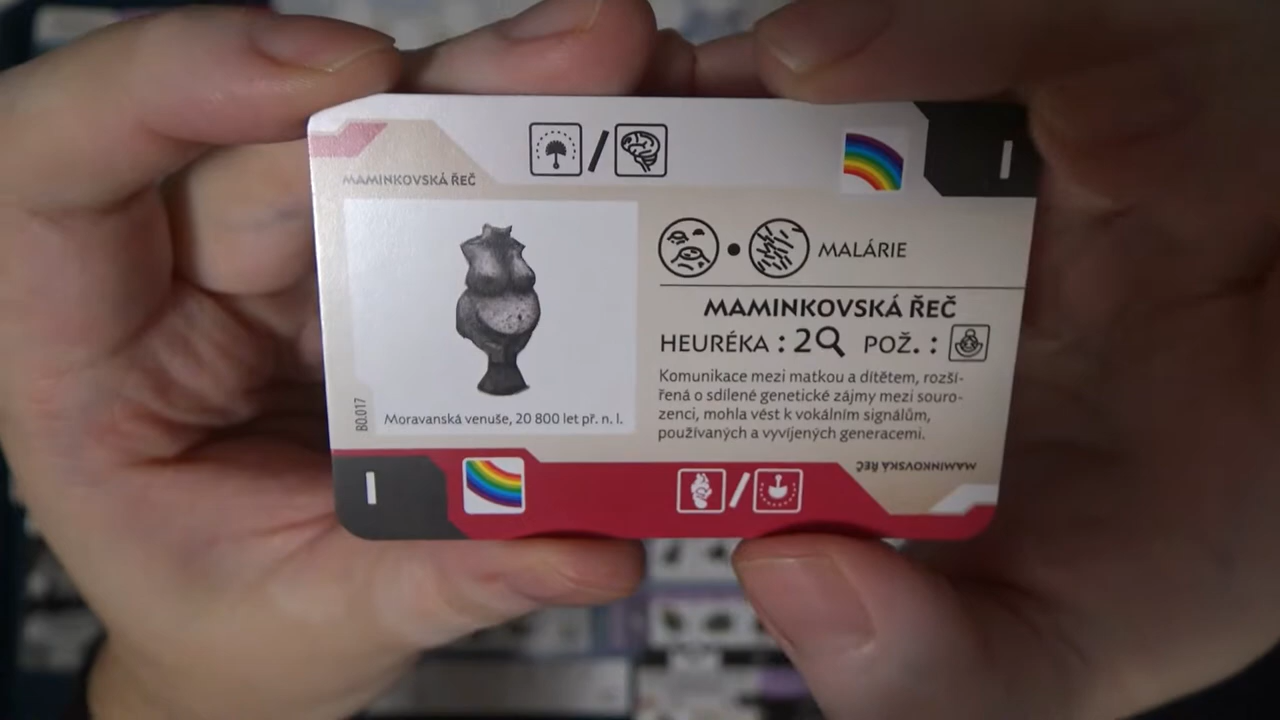 MAMINKOVSKÁ ŘEČ
I
MALÁRIE
MAMINKOVSKÁ ŘEČ
HEURÉKA : 2 POŽ. :
Komunikace mezi matkou a dítětem, rozší-
řená o sdílené genetické zájmy mezi souro-
zenci, mohla vést k vokálním signálům,
používaných a vyvíjených generacemi.
B0.017
Moravanská venuše, 20 800 let př. n. l.
MAMINKOVSKÁ ŘEČ
I